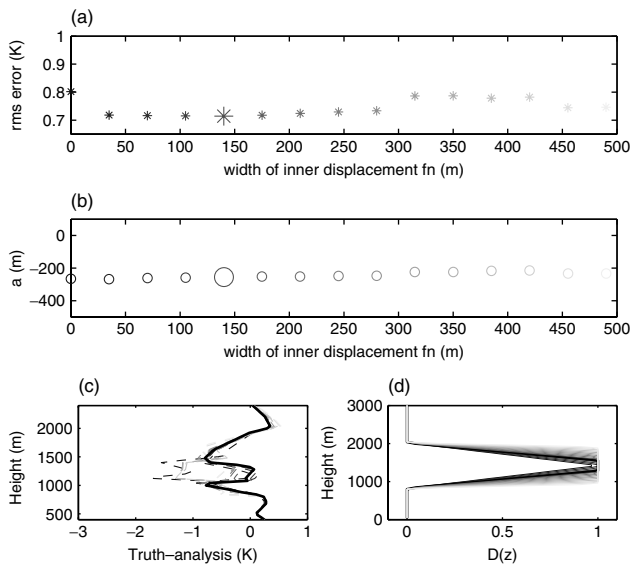 (a)
rms error (K)
1
0.9
0.8
0.7
0 50 100 150 200 250 300 350 400 450 500
width of inner displacement fn (m)
(b)
a (m)
0
−200
−400
0 50 100 150 200 250 300 350 400 450 500
width of inner displacement fn (m)
(c)
Height (m)
2000
1500
1000
500
−3 −2 −1 0 1
Truth−analysis (K)
(d)
Height (m)
3000
2000
1000
0
0 0.5 1
D(z)